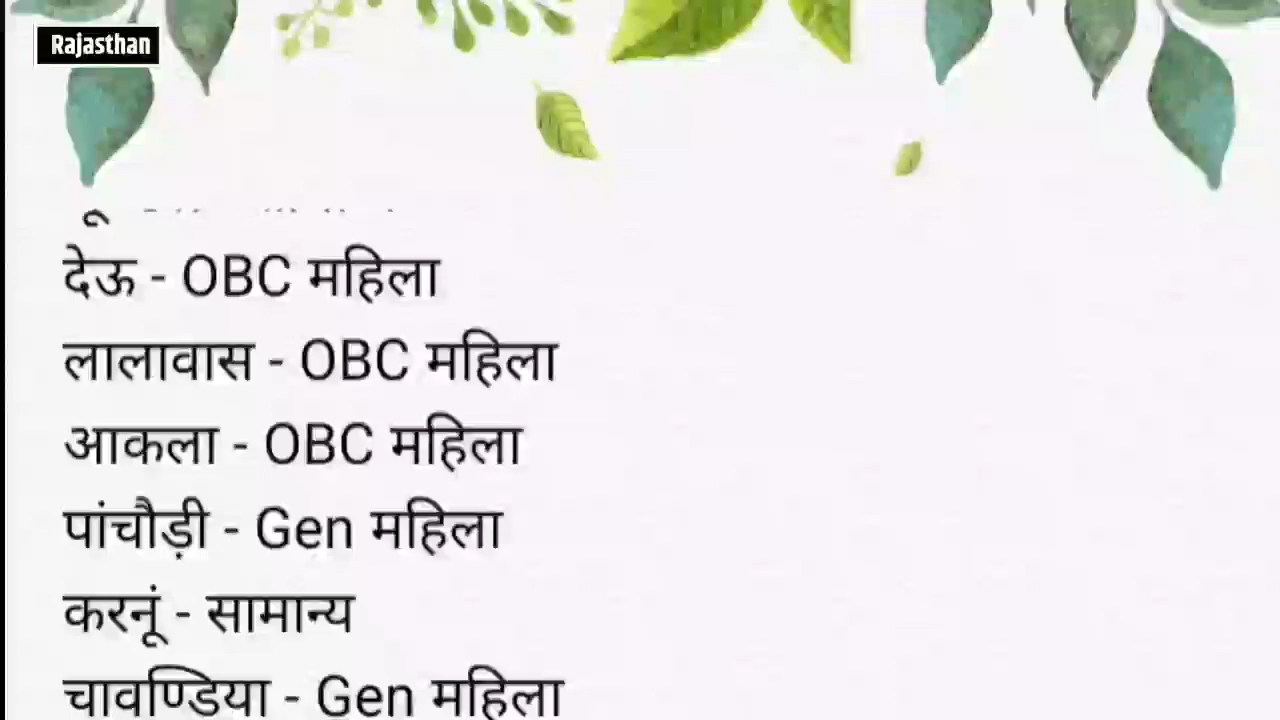 Rajasthan
देऊ - OBC महिला
लालावास - OBC महिला
आकला - OBC महिला
पांचौड़ी - Gen महिला
करनूं - सामान्य
चावण्डिया - Gen महिला